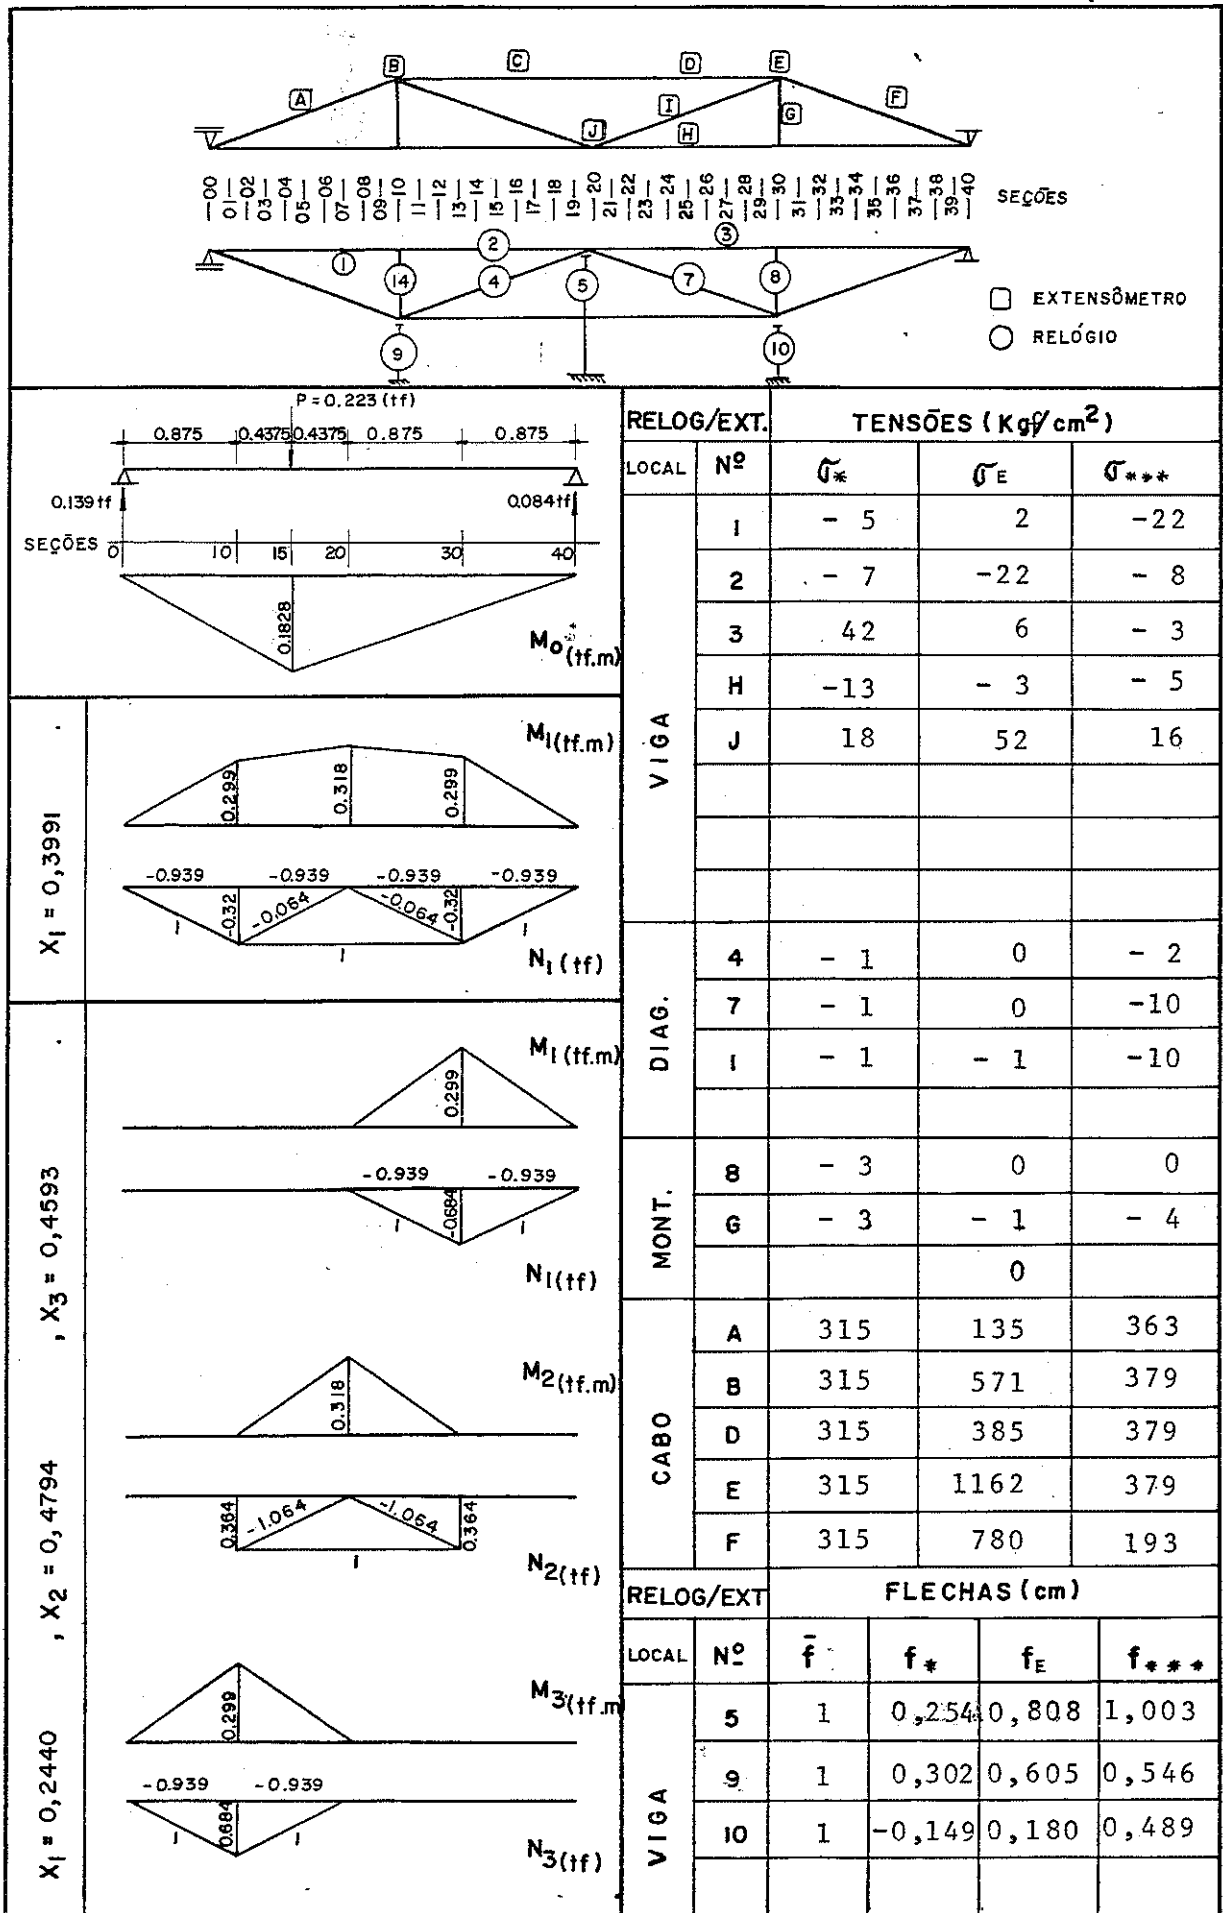 B C D E
A I F
J H G
00 01 02 03 04 05 06 07 08 09 10 11 12 13 14 15 16 17 18 19 20 21 22 23 24 25 26 27 28 29 30 31 32 33 34 35 36 37 38 39 40 SEÇÕES
1 2 3
14 4 5 7 8
9 10
EXTENSÔMETRO
RELÓGIO
P = 0.223 (tf)
0.875 0.4375 0.4375 0.875 0.875
0.139 tf 0.084 tf
SEÇÕES 0 10 15 20 30 40
0.1828
Mo* (tf.m)
X1 = 0,3991
M1(tf.m)
0.299 0.318 0.299
-0.939 -0.939 -0.939 -0.939
-0.32 -0.064 -0.064 -0.32
1 1 1
N1(tf)
X1 = 0,2440 , X2 = 0,4794 , X3 = 0,4593
M1(tf.m)
0.299
-0.939 -0.939
-0.684
1 1
N1(tf)
M2(tf.m)
0.318
0.364 -1.064 -1.064 0.364
1
N2(tf)
M3(tf.m
0.299
-0.939 -0.939
0.684
1 1
N3(tf)
RELOG/EXT. TENSÕES (Kgf/cm²)
LOCAL Nº σ* σE σ***
VIGA
1 - 5 2 -22
2 - 7 -22 - 8
3 42 6 - 3
H -13 - 3 - 5
J 18 52 16
DIAG.
4 - 1 0 - 2
7 - 1 0 -10
I - 1 - 1 -10
MONT.
8 - 3 0 0
G - 3 - 1 - 4
0
CABO
A 315 135 363
B 315 571 379
D 315 385 379
E 315 1162 379
F 315 780 193
RELOG/EXT FLECHAS (cm)
LOCAL Nº f̄ f* fE f***
VIGA
5 1 0,254 0,808 1,003
9 1 0,302 0,605 0,546
10 1 -0,149 0,180 0,489